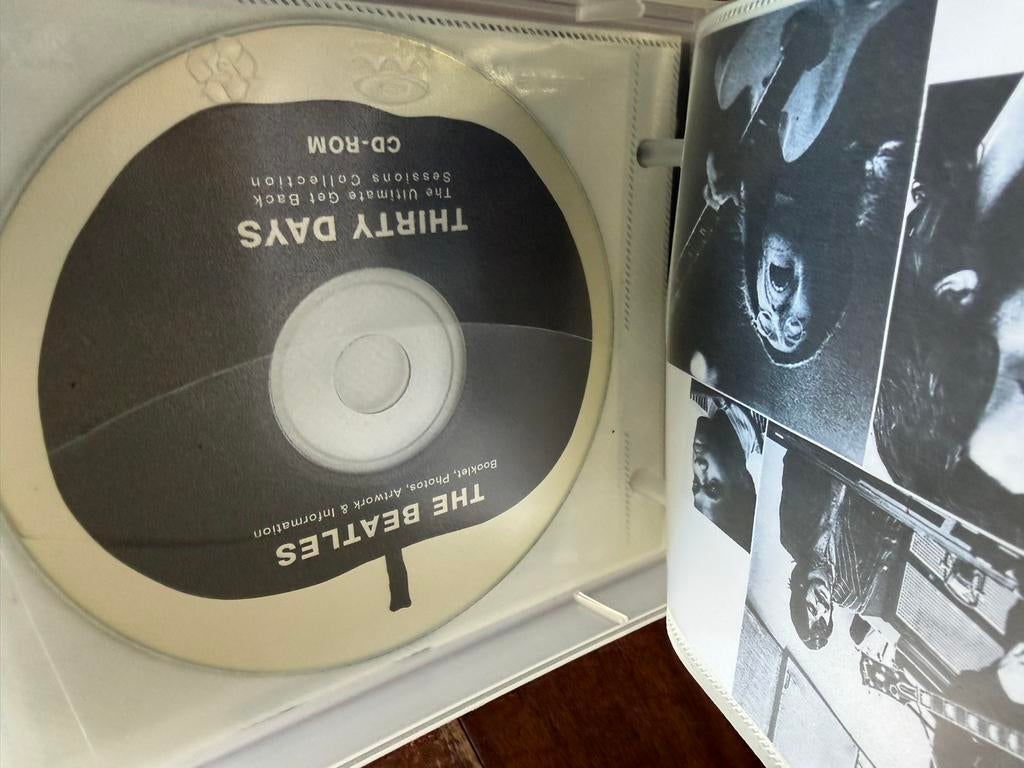 THE BEATLES
Booklet, Photos, Artwork & Information
THIRTY DAYS
The Ultimate Get Back
Sessions Collection
CD-ROM